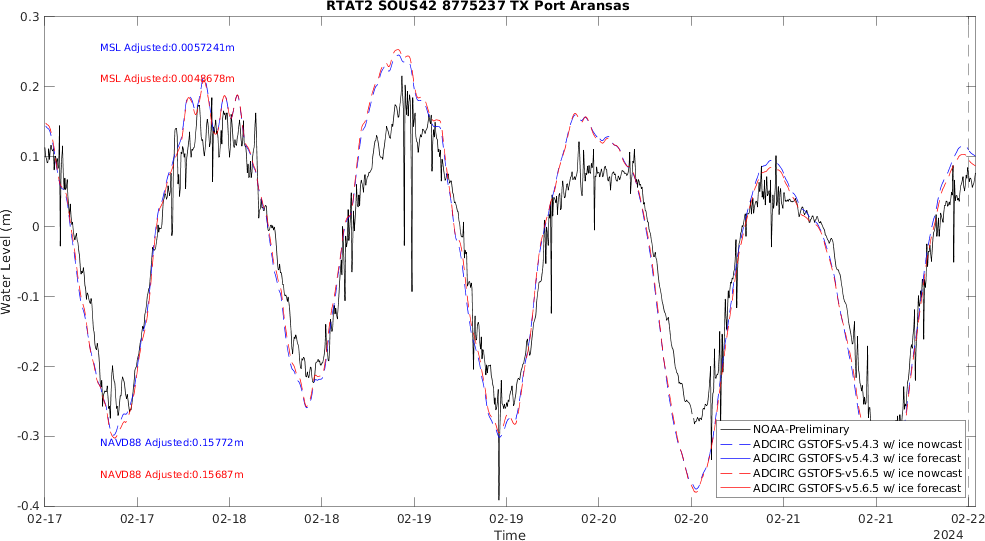 RTAT2 SOUS42 8775237 TX Port Aransas
0.3
0.2
0.1
0
-0.1
-0.2
-0.3
-0.4
Water Level (m)
MSL Adjusted:0.0057241m
MSL Adjusted:0.0048678m
NAVD88 Adjusted:0.15772m
NAVD88 Adjusted:0.15687m
NOAA-Preliminary
ADCIRC GSTOFS-v5.4.3 w/ ice nowcast
ADCIRC GSTOFS-v5.4.3 w/ ice forecast
ADCIRC GSTOFS-v5.6.5 w/ ice nowcast
ADCIRC GSTOFS-v5.6.5 w/ ice forecast
02-17 02-17 02-18 02-18 02-19 02-19 02-20 02-20 02-21 02-21 02-22
Time
2024